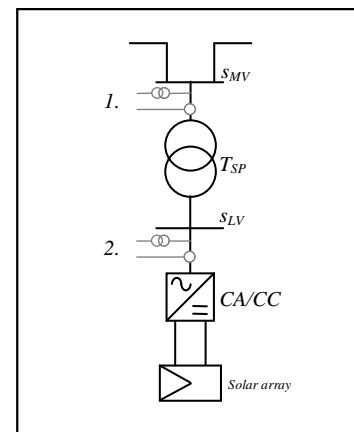 s_MV
1.
T_SP
s_LV
2.
CA/CC
Solar array